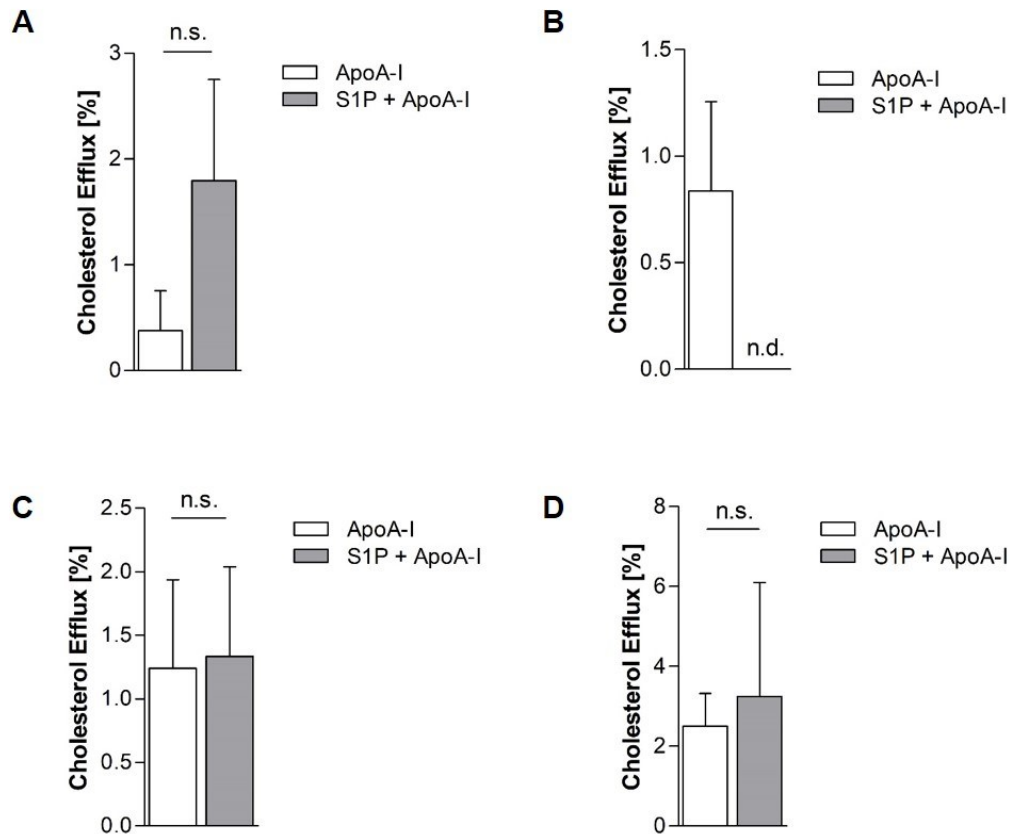 A
n.s.
Cholesterol Efflux [%]
3
2
1
0
ApoA-I
S1P + ApoA-I
B
Cholesterol Efflux [%]
1.5
1.0
0.5
0.0
n.d.
ApoA-I
S1P + ApoA-I
C
n.s.
Cholesterol Efflux [%]
2.5
2.0
1.5
1.0
0.5
0.0
ApoA-I
S1P + ApoA-I
D
n.s.
Cholesterol Efflux [%]
8
6
4
2
0
ApoA-I
S1P + ApoA-I